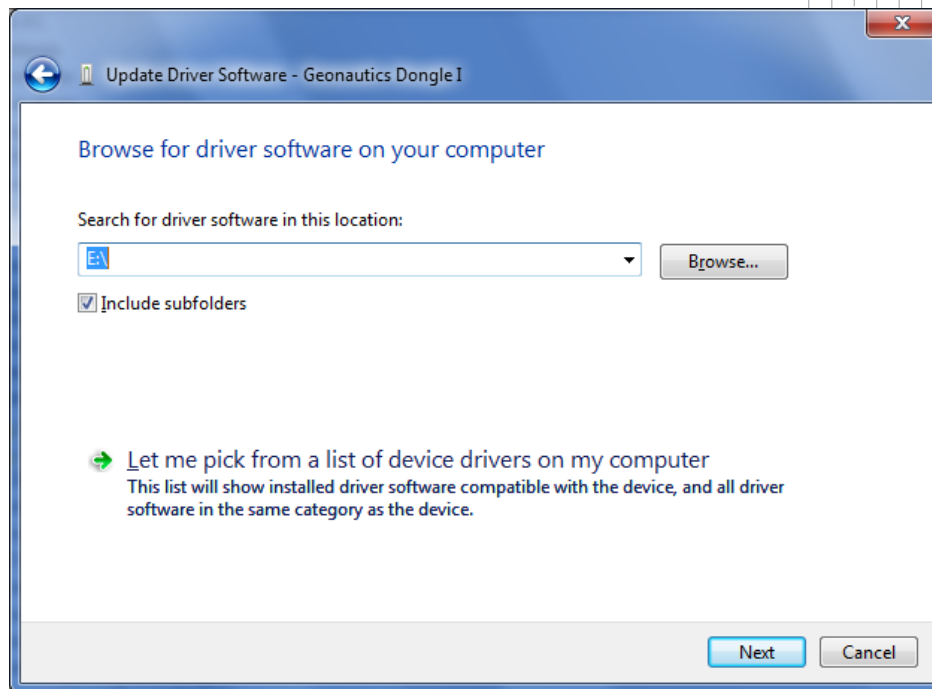 Update Driver Software - Geonautics Dongle I
Browse for driver software on your computer
Search for driver software in this location:
E:\
Browse...
Include subfolders
Let me pick from a list of device drivers on my computer
This list will show installed driver software compatible with the device, and all driver
software in the same category as the device.
Next
Cancel